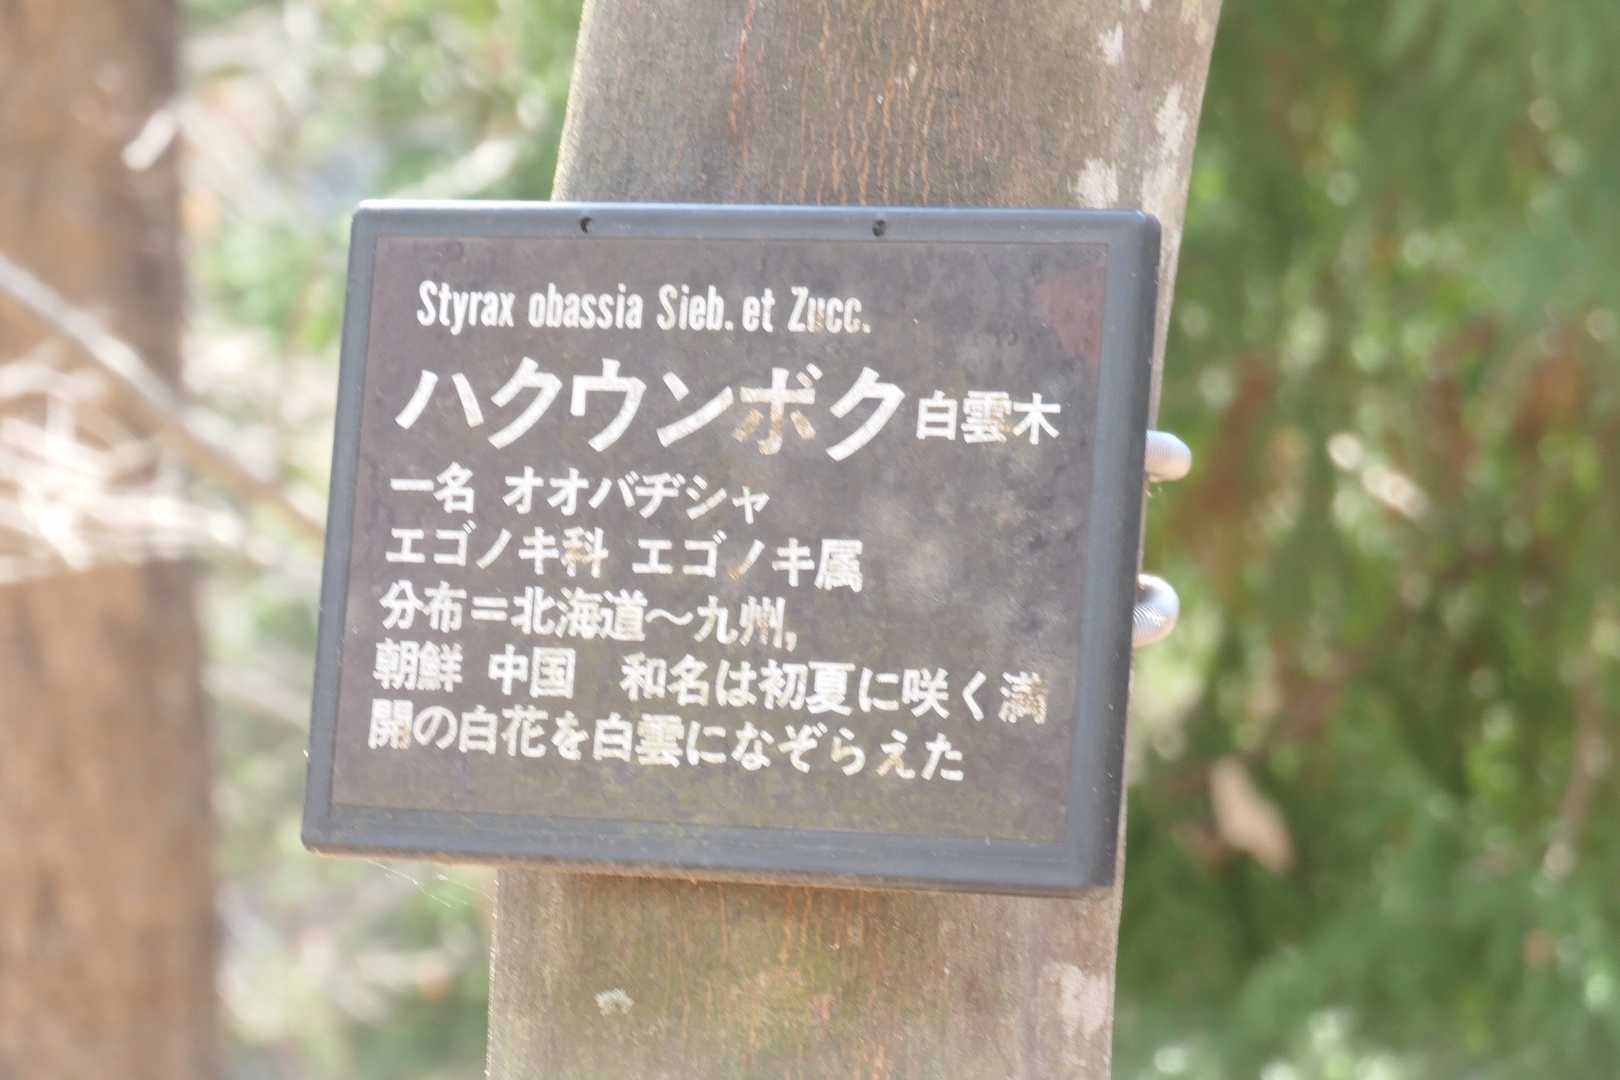 Styrax obassia Sieb. et Zucc.
ハクウンボク 白雲木
一名 オオバヂシャ
エゴノキ科 エゴノキ属
分布＝北海道～九州,
朝鮮 中国 和名は初夏に咲く満
開の白花を白雲になぞらえた